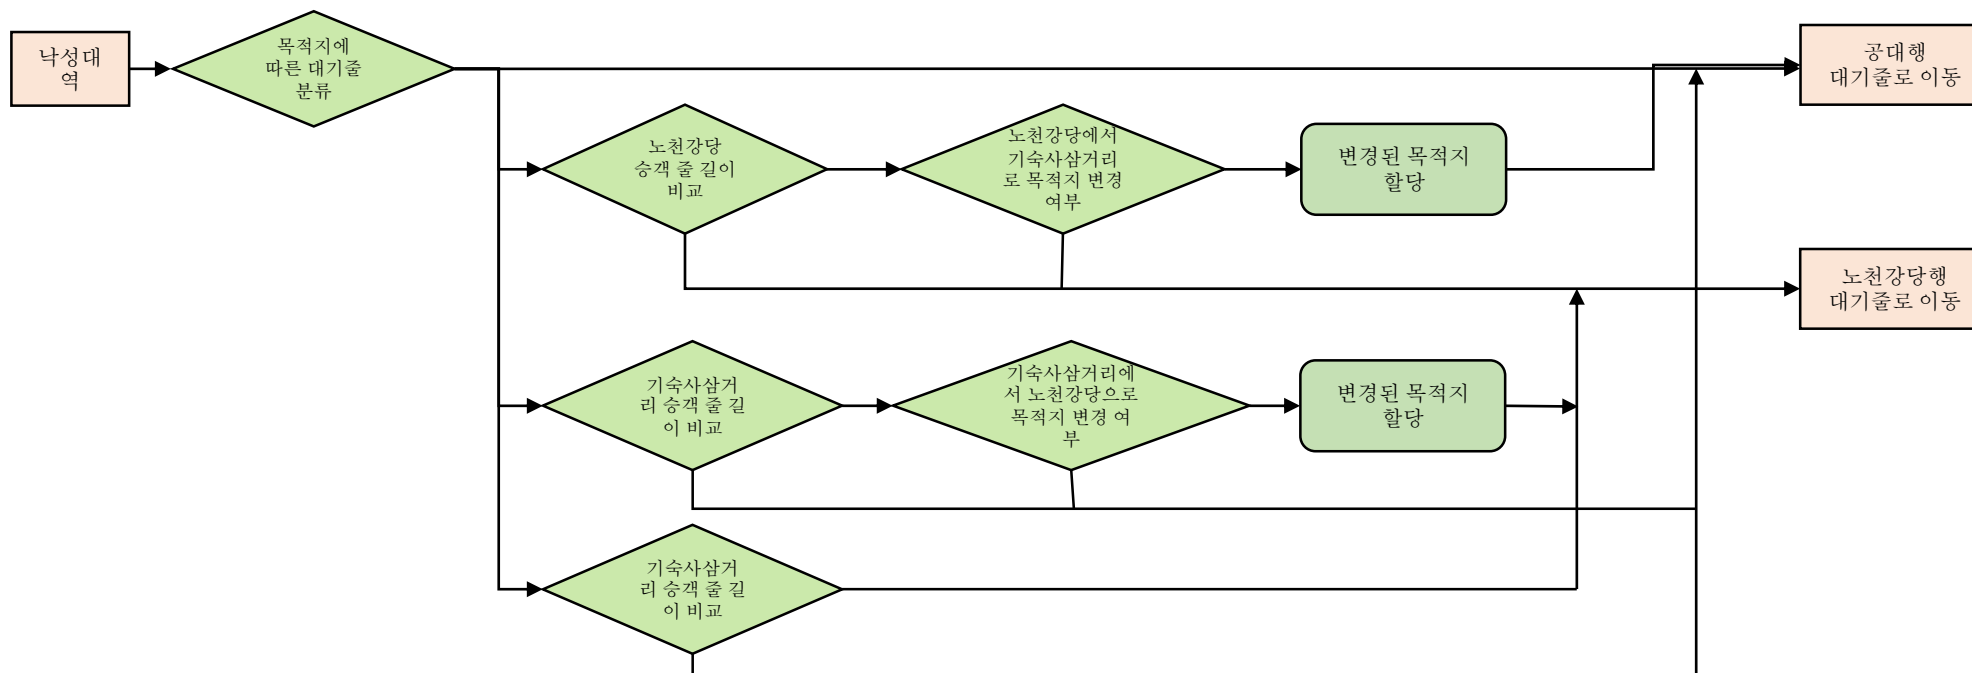 낙성대
역
목적지에
따른 대기줄
분류
공대행
대기줄로 이동
노천강당
승객 줄 길이
비교
노천강당에서
기숙사삼거리
로 목적지 변경
여부
변경된 목적지
할당
노천강당행
대기줄로 이동
기숙사삼거
리 승객 줄 길
이 비교
기숙사삼거리에
서 노천강당으로
목적지 변경 여
부
변경된 목적지
할당
기숙사삼거
리 승객 줄 길
이 비교